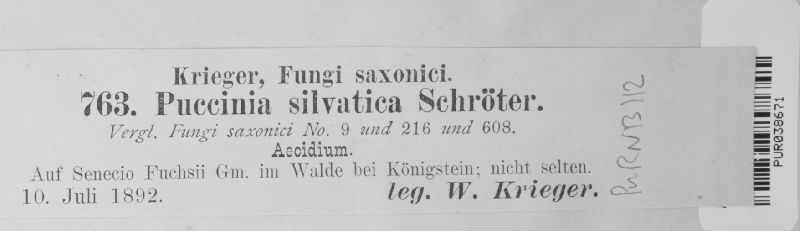 Krieger, Fungi saxonici.
763. Puccinia silvatica Schröter.
Vergl. Fungi saxonici No. 9 und 216 und 608.
Aecidium.
Auf Senecio Fuchsii Gm. im Walde bei Königstein; nicht selten.
10. Juli 1892. leg. W. Krieger.
PuRNB112
PUR038671